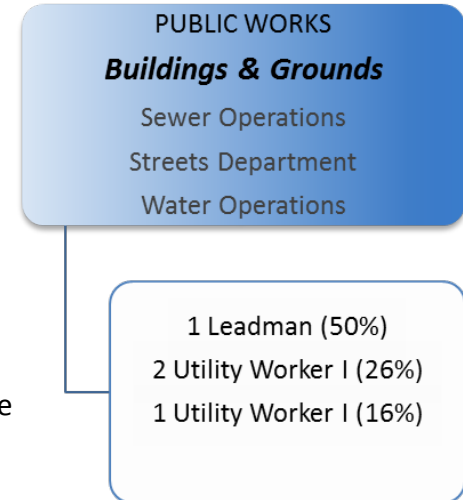 PUBLIC WORKS
Buildings & Grounds
Sewer Operations
Streets Department
Water Operations
1 Leadman (50%)
2 Utility Worker I (26%)
e
1 Utility Worker I (16%)